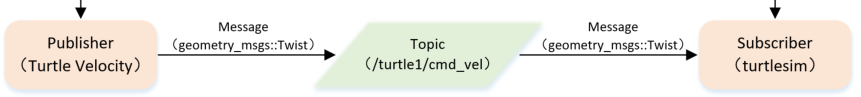 Publisher
（Turtle Velocity）
Message
（geometry_msgs::Twist）
Topic
（/turtle1/cmd_vel）
Message
（geometry_msgs::Twist）
Subscriber
（turtlesim）